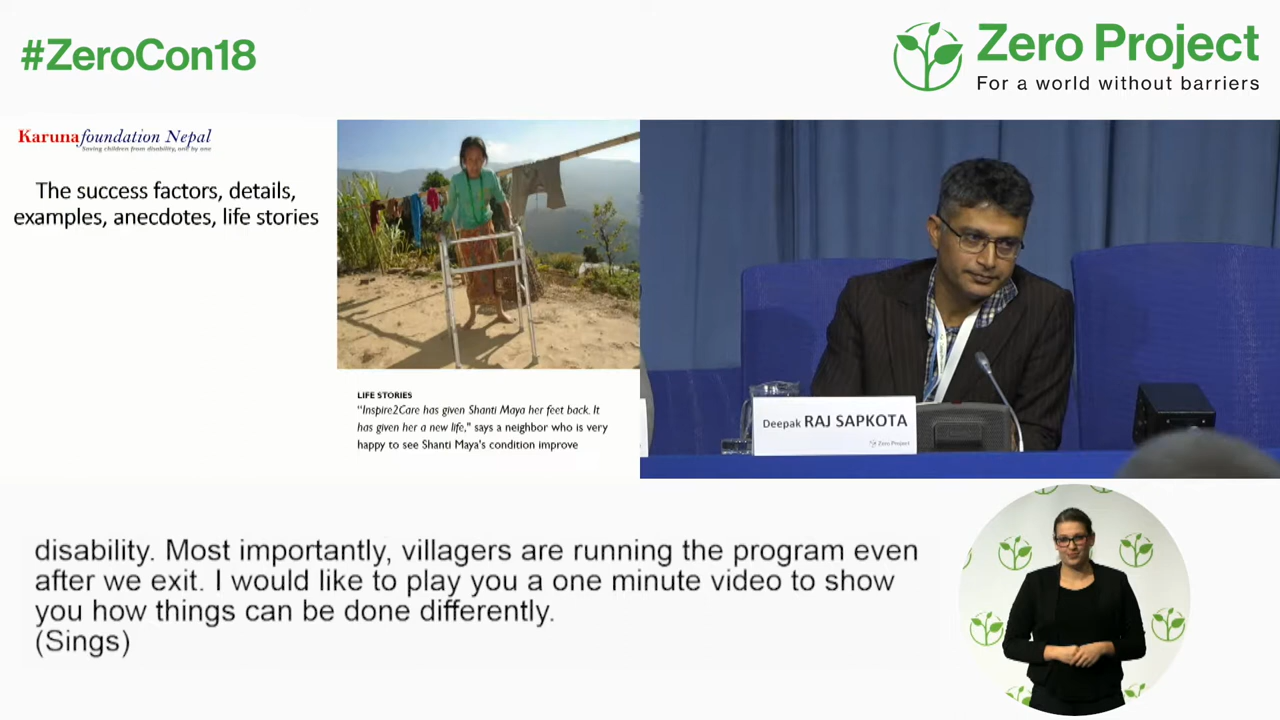 #ZeroCon18
Zero Project
For a world without barriers
Karuna foundation Nepal
Saving children from disability, one by one
The success factors, details,
examples, anecdotes, life stories
LIFE STORIES
"Inspire2Care has given Shanti Maya her feet back. It
has given her a new life," says a neighbor who is very
happy to see Shanti Maya's condition improve
Deepak RAJ SAPKOTA
Zero Project
disability. Most importantly, villagers are running the program even
after we exit. I would like to play you a one minute video to show
you how things can be done differently.
(Sings)